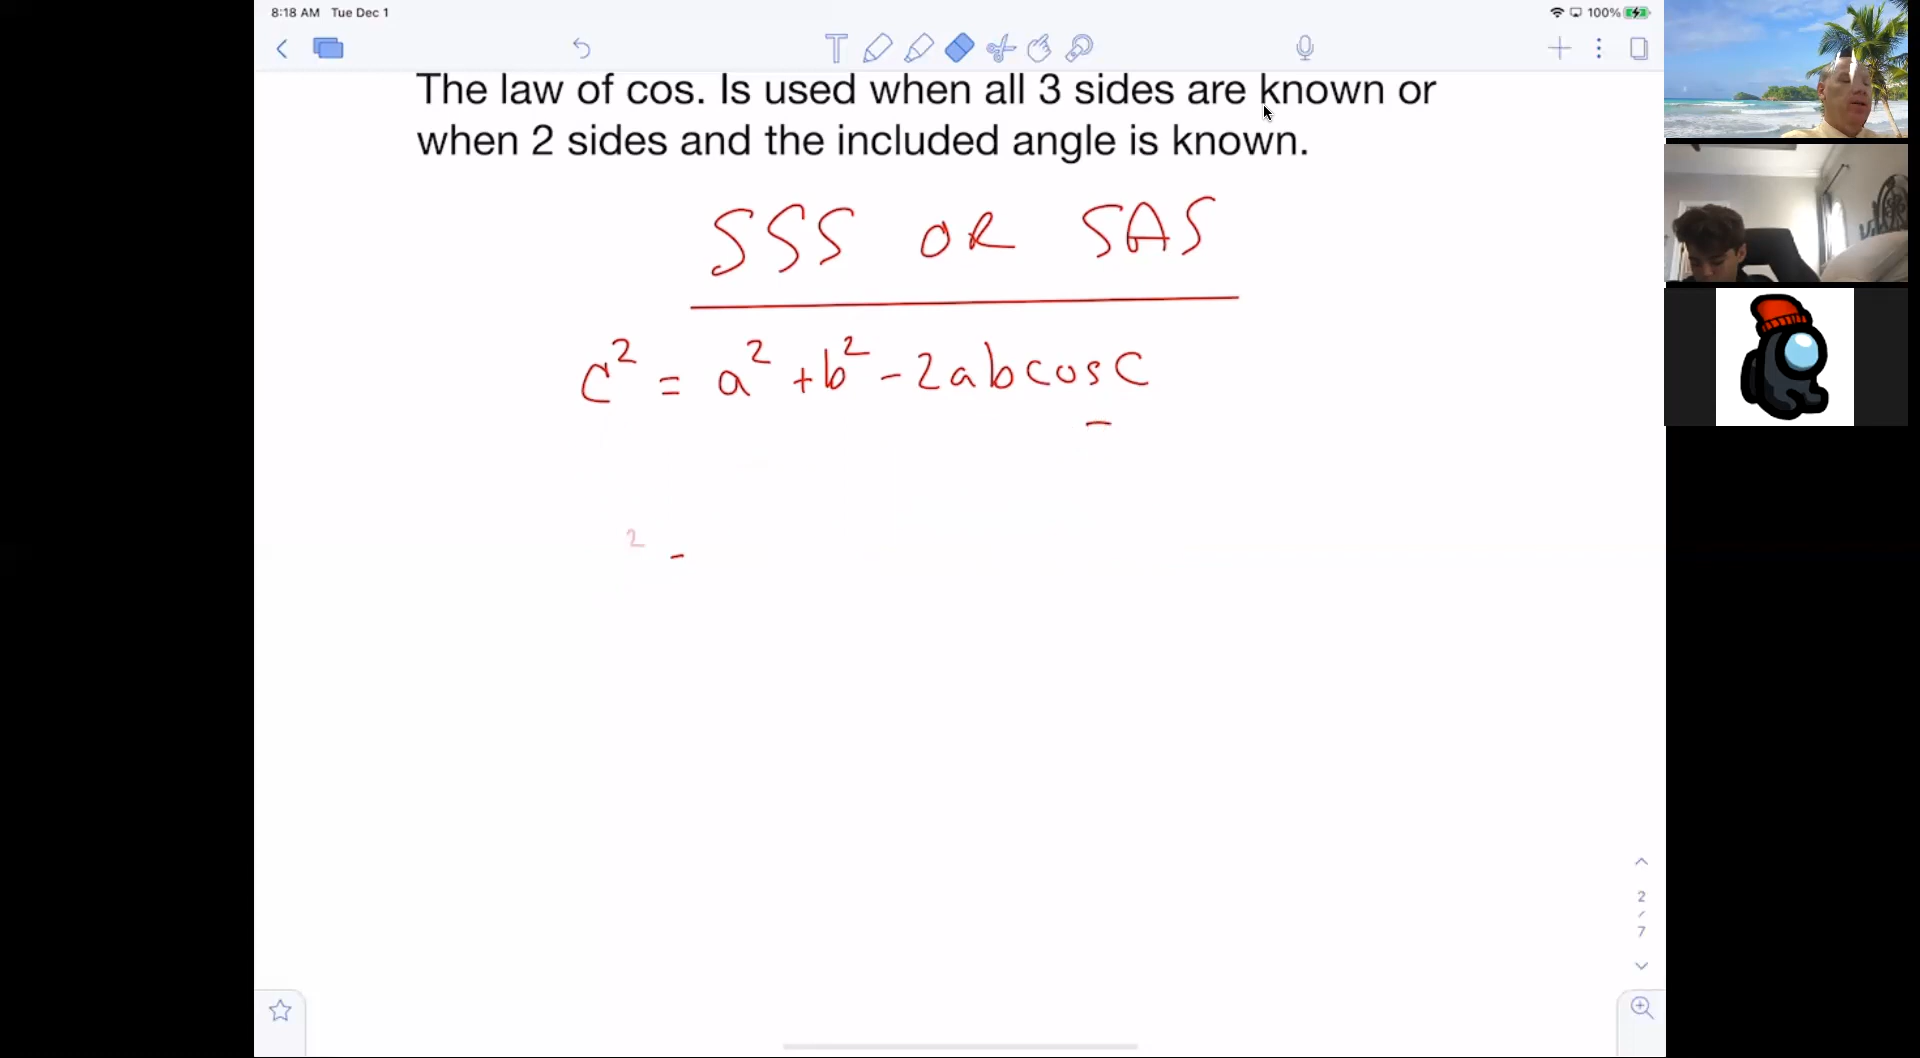 8:18 AM Tue Dec 1
100%
T
The law of cos. Is used when all 3 sides are known or
when 2 sides and the included angle is known.
SSS OR SAS
c² = a² + b² - 2abcosC
2 -
2
/
7